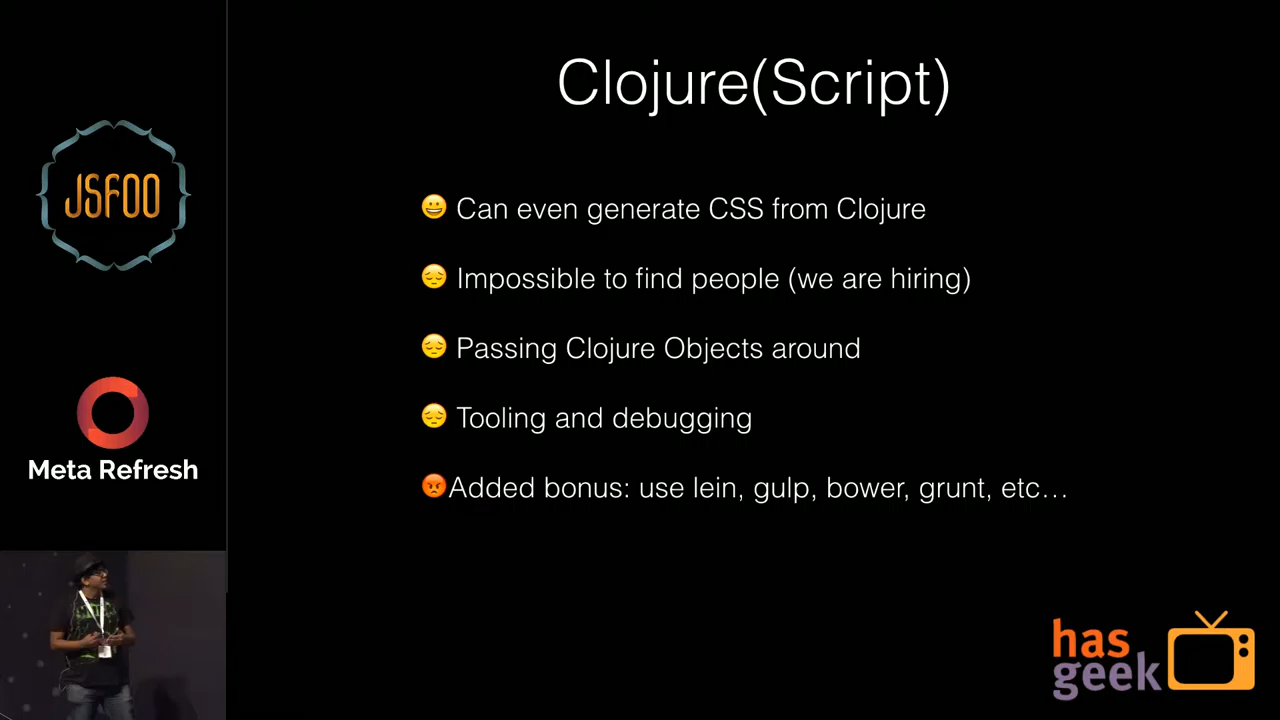 Clojure(Script)
JSFOO
😀 Can even generate CSS from Clojure
😔 Impossible to find people (we are hiring)
😔 Passing Clojure Objects around
😔 Tooling and debugging
😡Added bonus: use lein, gulp, bower, grunt, etc…
Meta Refresh
has
geek